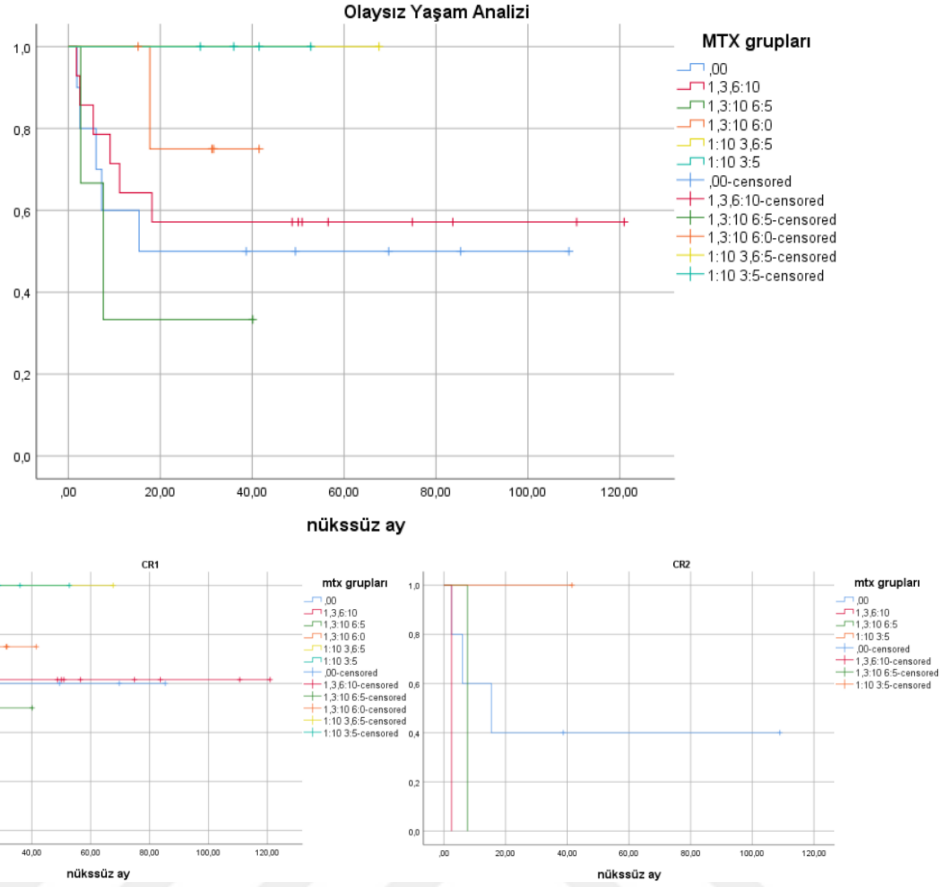 Olaysız Yaşam Analizi
1,0
0,8
0,6
0,4
0,2
0,0
,00
20,00
40,00
60,00
80,00
100,00
120,00
nükssüz ay
MTX grupları
,00
1,3,6:10
1,3:10 6:5
1,3:10 6:0
1:10 3,6:5
1:10 3:5
,00-censored
1,3,6:10-censored
1,3:10 6:5-censored
1,3:10 6:0-censored
1:10 3,6:5-censored
1:10 3:5-censored
CR1
40,00
60,00
80,00
100,00
120,00
nükssüz ay
mtx grupları
,00
1,3,6:10
1,3:10 6:5
1,3:10 6:0
1:10 3,6:5
1:10 3:5
,00-censored
1,3,6:10-censored
1,3:10 6:5-censored
1,3:10 6:0-censored
1:10 3,6:5-censored
1:10 3:5-censored
CR2
1,0
0,8
0,6
0,4
0,2
0,0
,00
20,00
40,00
60,00
80,00
100,00
120,00
nükssüz ay
mtx grupları
,00
1,3,6:10
1,3:10 6:5
1:10 3:5
,00-censored
1,3,6:10-censored
1,3:10 6:5-censored
1:10 3:5-censored